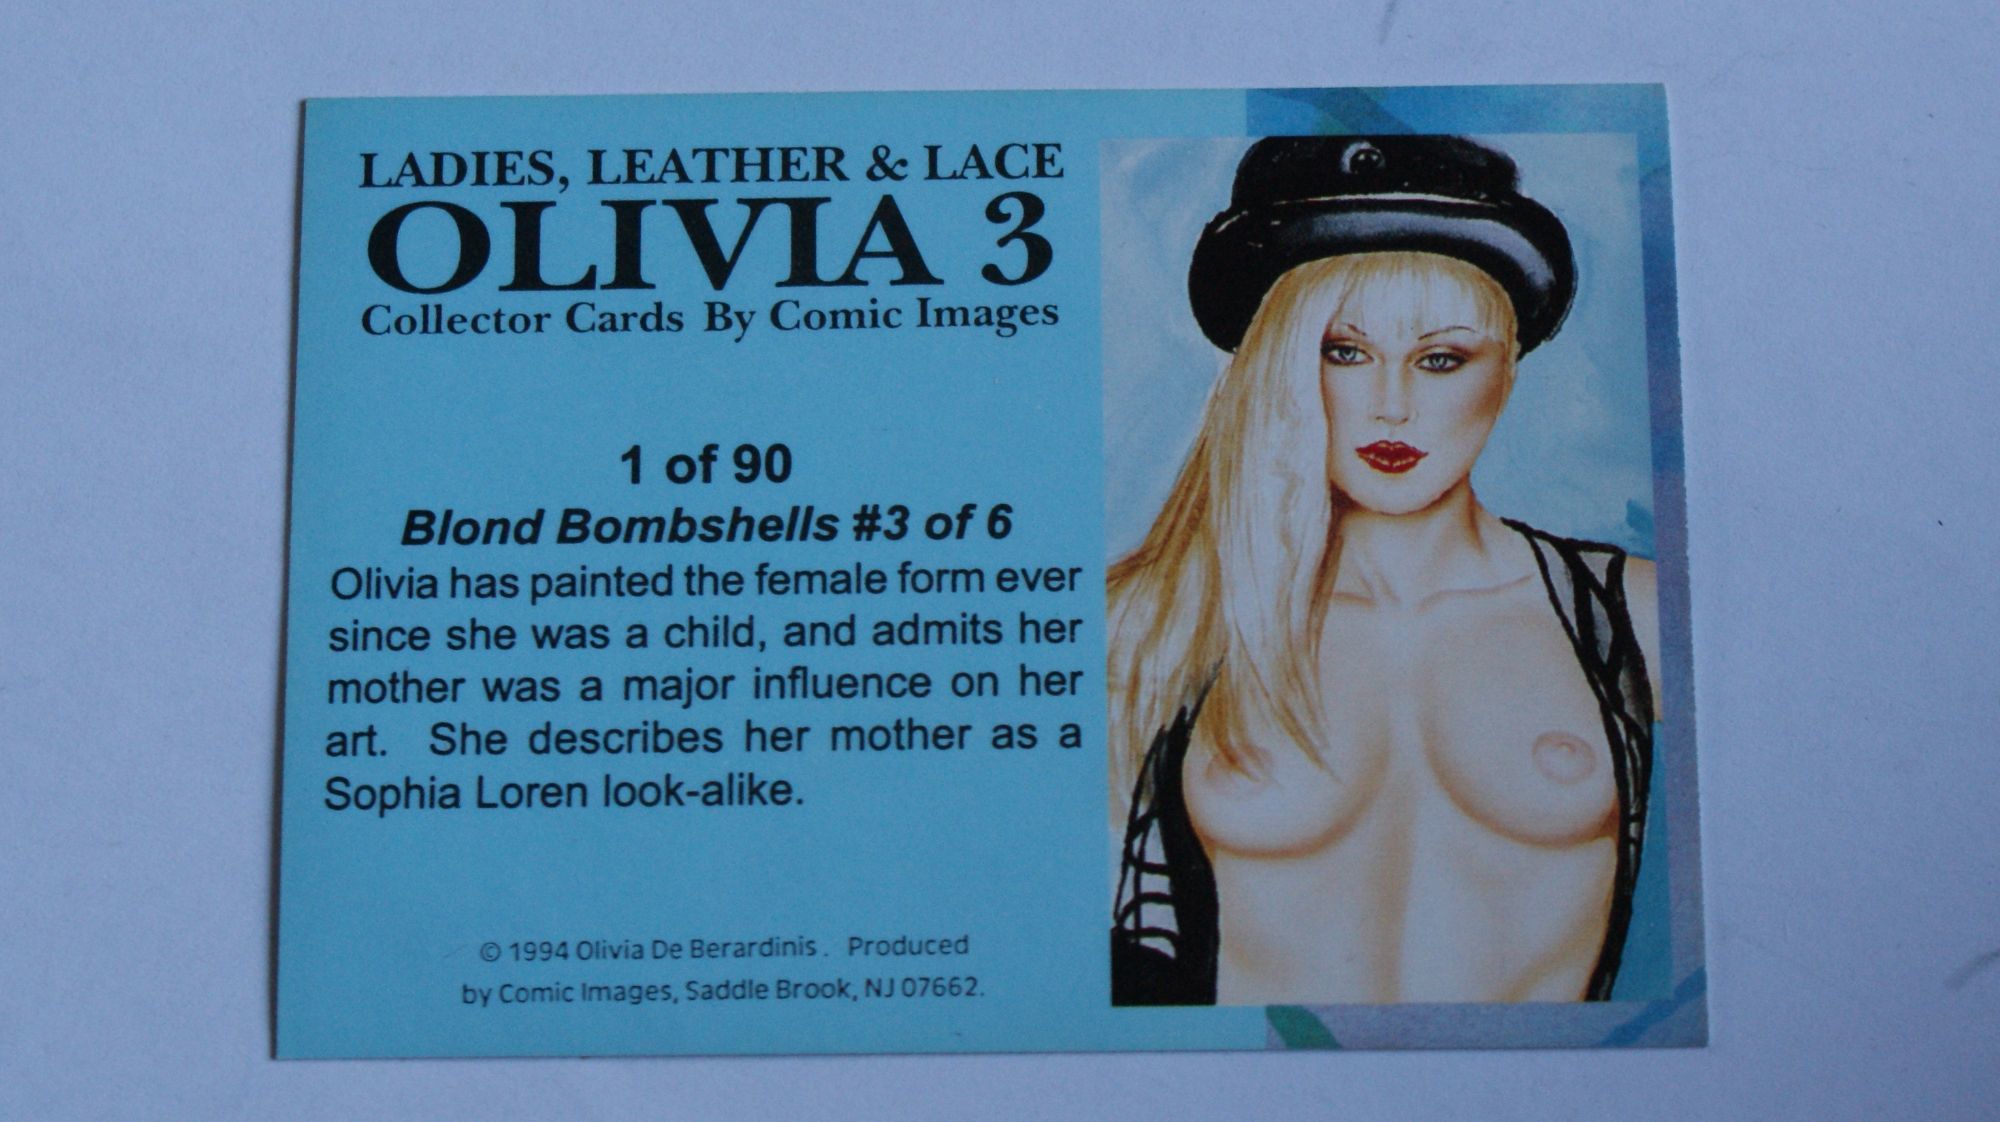 LADIES, LEATHER & LACE
OLIVIA 3
Collector Cards By Comic Images
1 of 90
Blond Bombshells #3 of 6
Olivia has painted the female form ever
since she was a child, and admits her
mother was a major influence on her
art. She describes her mother as a
Sophia Loren look-alike.
© 1994 Olivia De Berardinis. Produced
by Comic Images, Saddle Brook, NJ 07662.